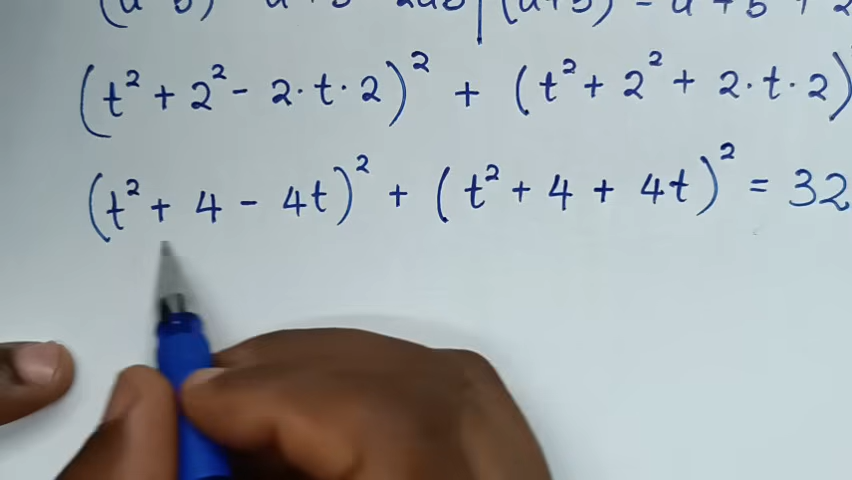 (t² + 2² - 2·t·2)² + (t² + 2² + 2·t·2)
(t² + 4 - 4t)² + (t² + 4 + 4t)² = 32